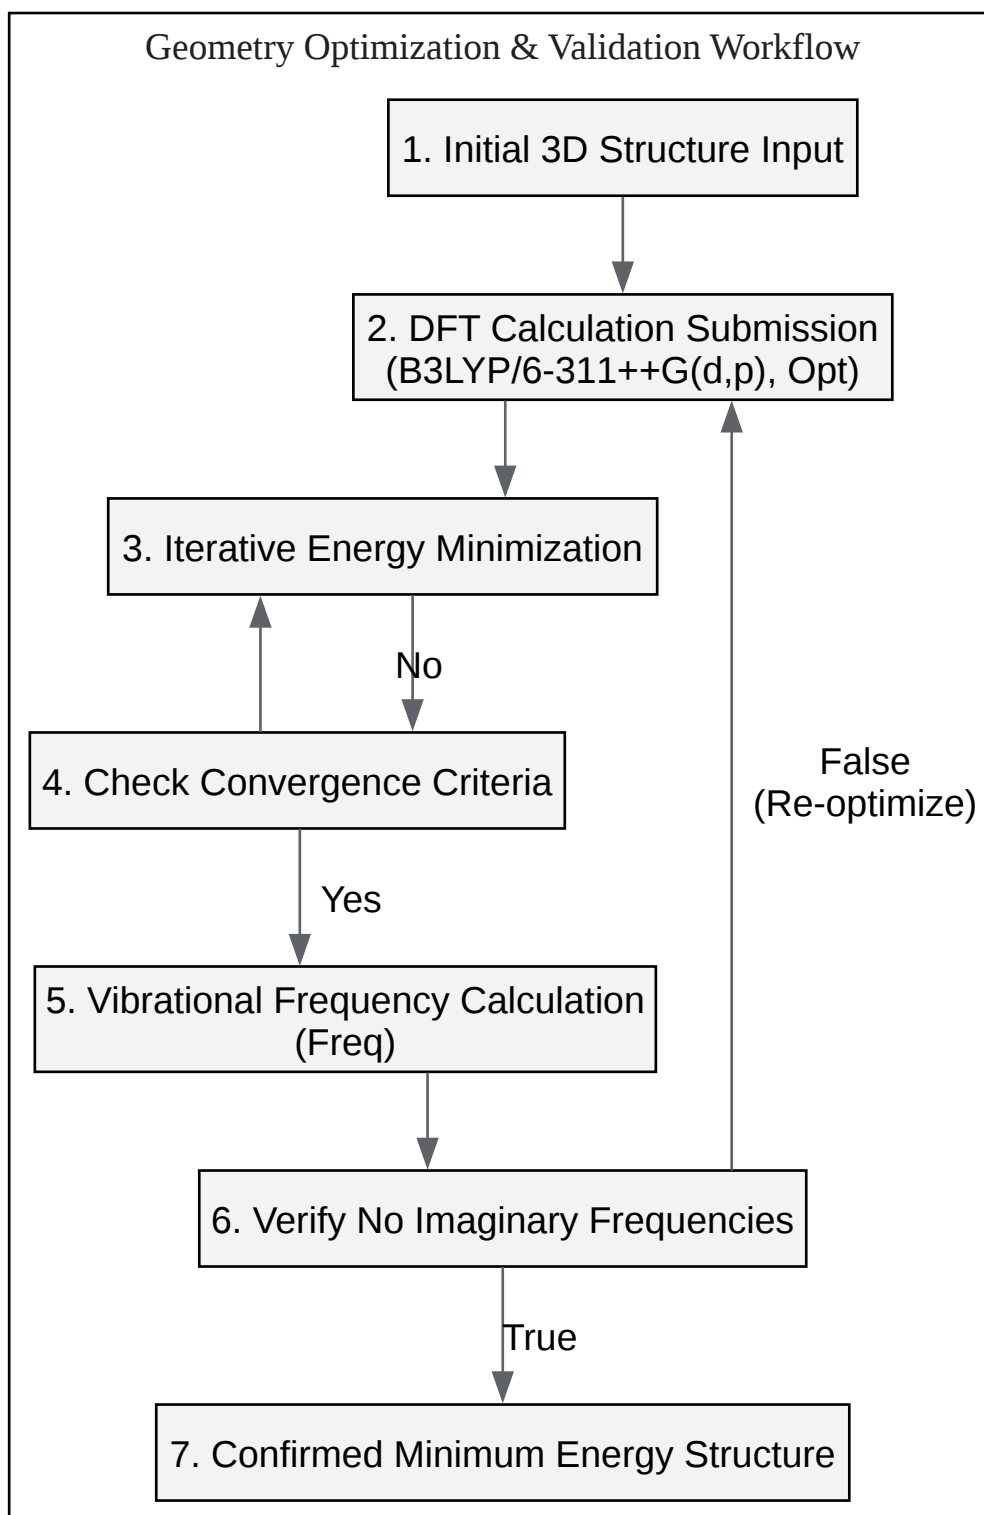 Geometry Optimization & Validation Workflow
1. Initial 3D Structure Input
2. DFT Calculation Submission
(B3LYP/6-311++G(d,p), Opt)
3. Iterative Energy Minimization
No
4. Check Convergence Criteria
False
(Re-optimize)
Yes
5. Vibrational Frequency Calculation
(Freq)
6. Verify No Imaginary Frequencies
True
7. Confirmed Minimum Energy Structure